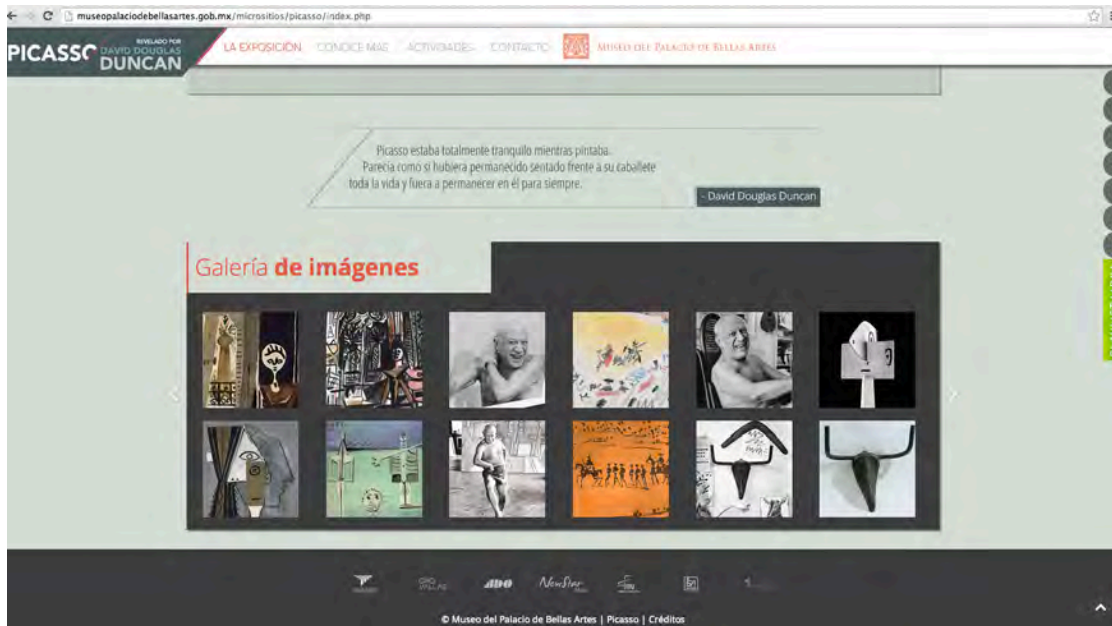 museopalaciodebellasartes.gob.mx/micrositios/picasso/index.php
PICASSO
REVELADO POR
DAVID DOUGLAS
DUNCAN
LA EXPOSICIÓN CONOCE MÁS ACTIVIDADES CONTACTO MUSEO DEL PALACIO DE BELLAS ARTES
Picasso estaba totalmente tranquilo mientras pintaba.
Parecía como si hubiera permanecido sentado frente a su caballete
toda la vida y fuera a permanecer en él para siempre.
- David Douglas Duncan
Galería de imágenes
ADO NewStar
© Museo del Palacio de Bellas Artes | Picasso | Créditos